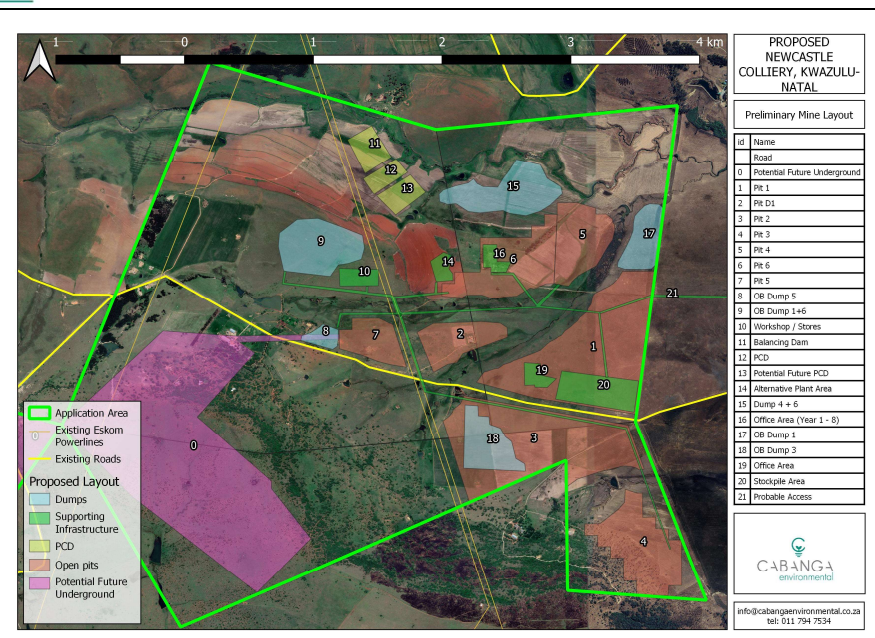 1 0 1 2 3 4 km
11
12
13
15
9
5
17
16
6
14
10
21
8
7
2
1
19
20
0
18
3
4
Application Area
0
Existing Eskom
Powerlines
Existing Roads
Proposed Layout
Dumps
Supporting
Infrastructure
PCD
Open pits
Potential Future
Underground
PROPOSED
NEWCASTLE
COLLIERY, KWAZULU-
NATAL
Preliminary Mine Layout
id Name
Road
0 Potential Future Underground
1 Pit 1
2 Pit D1
3 Pit 2
4 Pit 3
5 Pit 4
6 Pit 6
7 Pit 5
8 OB Dump 5
9 OB Dump 1+6
10 Workshop / Stores
11 Balancing Dam
12 PCD
13 Potential Future PCD
14 Alternative Plant Area
15 Dump 4 + 6
16 Office Area (Year 1 - 8)
17 OB Dump 1
18 OB Dump 3
19 Office Area
20 Stockpile Area
21 Probable Access
CABANGA
environmental
info@cabangaenvironmental.co.za
tel: 011 794 7534